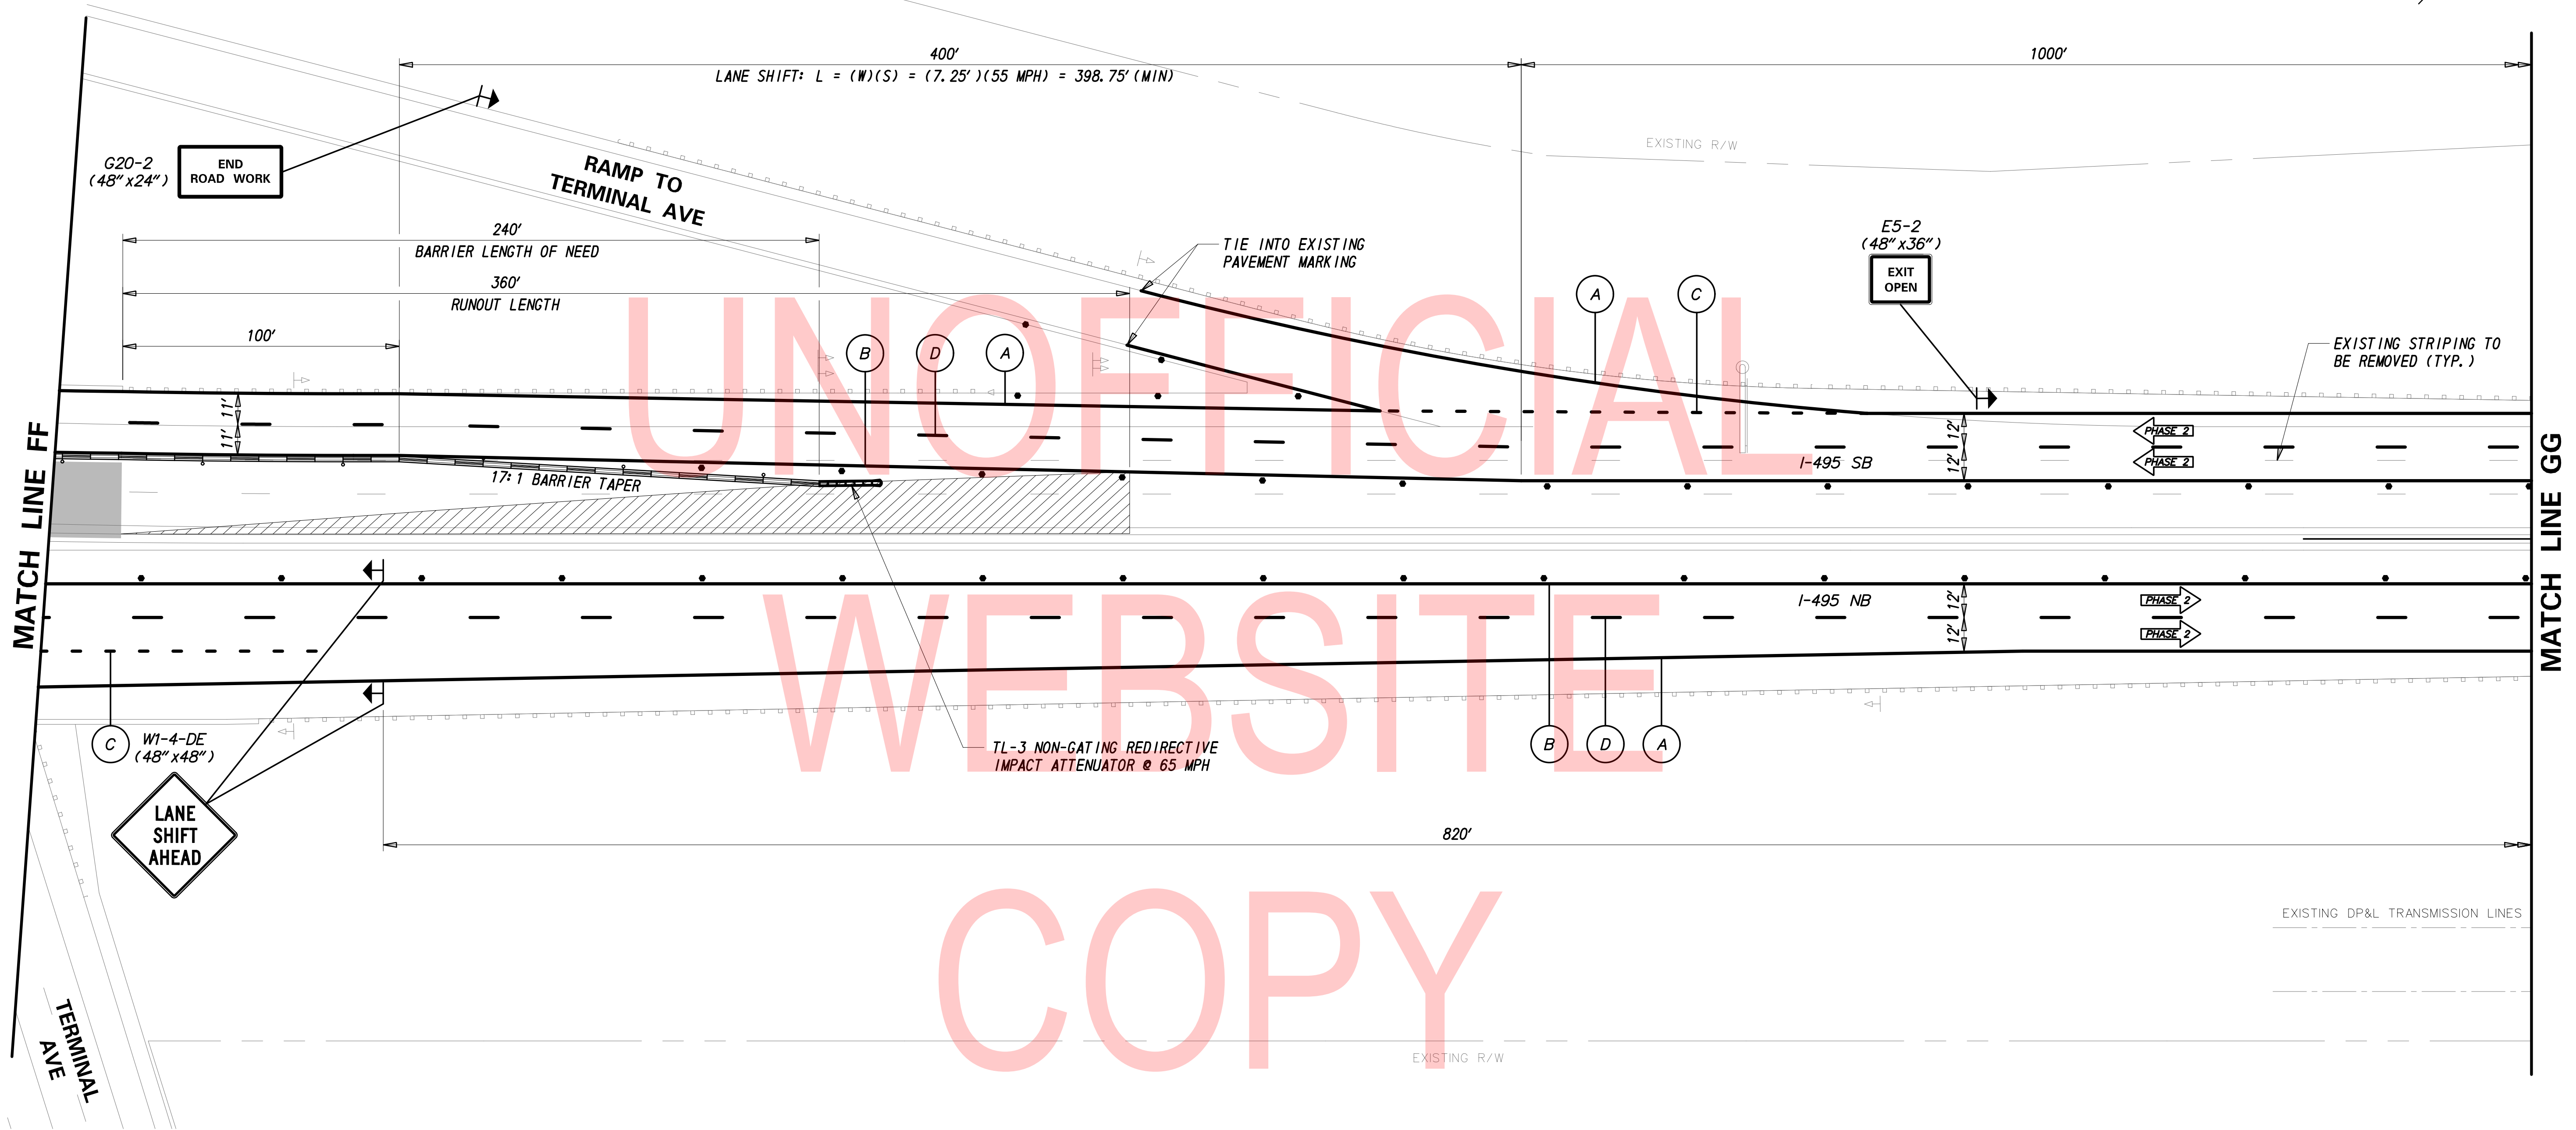 400'
1000'
LANE SHIFT: L = (W)(S) = (7.25')(55 MPH) = 398.75'(MIN)
G20-2
(48"x24")
END
ROAD WORK
RAMP TO
TERMINAL AVE
EXISTING R/W
240'
BARRIER LENGTH OF NEED
360'
RUNOUT LENGTH
100'
TIE INTO EXISTING
PAVEMENT MARKING
E5-2
(48"x36")
EXIT
OPEN
A
C
EXISTING STRIPING TO
BE REMOVED (TYP.)
B
D
A
UNOFFICIAL
WEBSITE
COPY
11'
11'
12'
12'
PHASE 2
PHASE 2
I-495 SB
17:1 BARRIER TAPER
MATCH LINE FF
MATCH LINE GG
I-495 NB
12'
12'
PHASE 2
PHASE 2
C
W1-4-DE
(48"x48")
LANE
SHIFT
AHEAD
TL-3 NON-GATING REDIRECTIVE
IMPACT ATTENUATOR @ 65 MPH
B
D
A
820'
EXISTING DP&L TRANSMISSION LINES
TERMINAL
AVE
EXISTING R/W